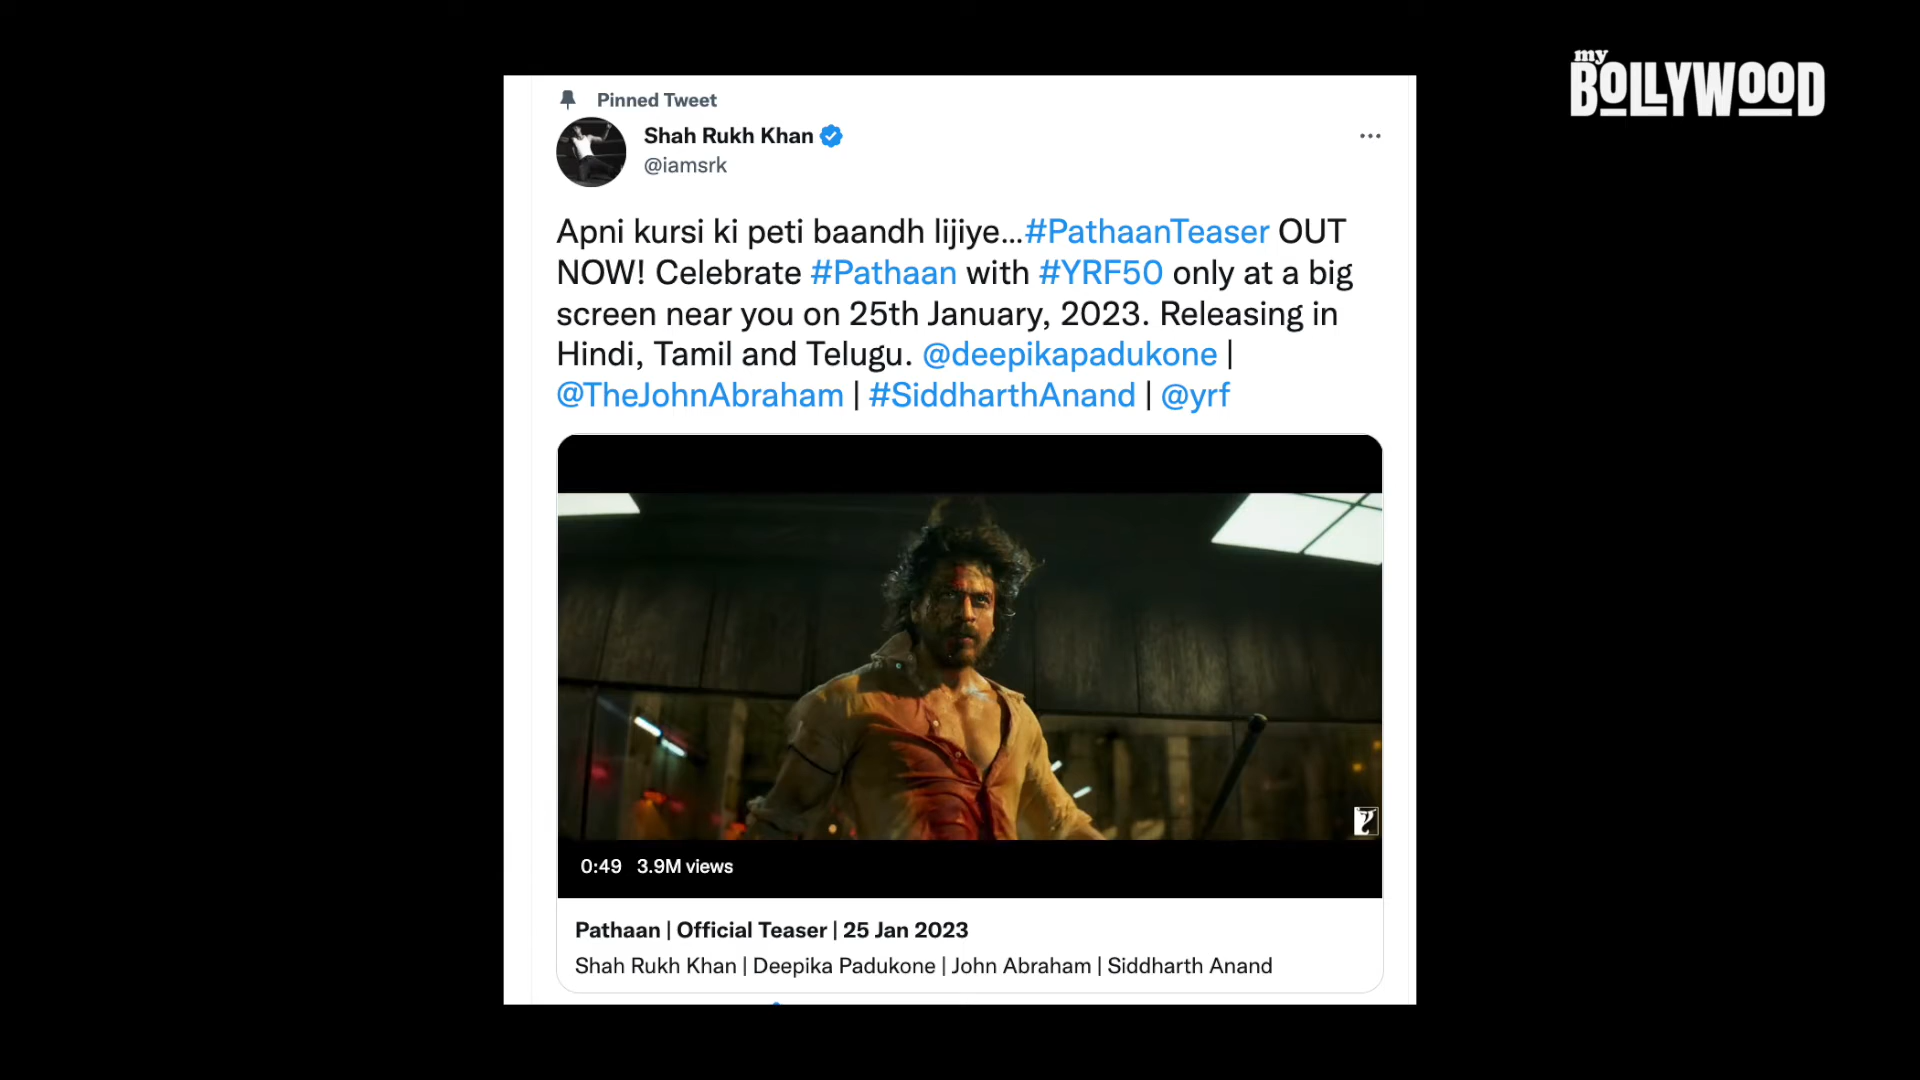 my
BOLLYWOOD
Pinned Tweet
Shah Rukh Khan
@iamsrk
Apni kursi ki peti baandh lijiye...#PathaanTeaser OUT
NOW! Celebrate #Pathaan with #YRF50 only at a big
screen near you on 25th January, 2023. Releasing in
Hindi, Tamil and Telugu. @deepikapadukone |
@TheJohnAbraham | #SiddharthAnand | @yrf
0:49 3.9M views
Pathaan | Official Teaser | 25 Jan 2023
Shah Rukh Khan | Deepika Padukone | John Abraham | Siddharth Anand